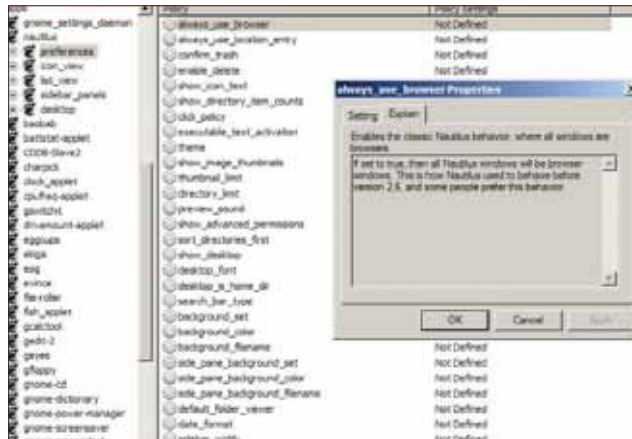 Policy
Policy Settings
gnome_settings_daemon
nautilus
preferences
icon_view
list_view
sidebar_panels
desktop
baobab
battstat-applet
CDDB-Slave2
charpick
clock_applet
cpufreq-applet
gswitchit
drivemount-applet
eggcups
ekiga
esg
evince
file-roller
fish_applet
gcalctool
gedit-2
geyes
gfloppy
gnome-cd
gnome-dictionary
gnome-power-manager
gnome-screensaver
always_use_browser Not Defined
always_use_location_entry Not Defined
confirm_trash Not Defined
enable_delete Not Defined
show_icon_text
show_directory_item_counts
click_policy
executable_text_activation
theme
show_image_thumbnails
thumbnail_limit
directory_limit
preview_sound
show_advanced_permissions
sort_directories_first
show_desktop
desktop_font
desktop_is_home_dir
search_bar_type
background_set
background_color
background_filename Not Defined
side_pane_background_set Not Defined
side_pane_background_color Not Defined
side_pane_background_filename Not Defined
default_folder_viewer Not Defined
date_format Not Defined
sidebar_width Not Defined
always_use_browser Properties
Setting Explain
Enables the classic Nautilus behavior, where all windows are
browsers
If set to true, then all Nautilus windows will be browser
windows. This is how Nautilus used to behave before
version 2.6, and some people prefer this behavior.
OK Cancel Apply